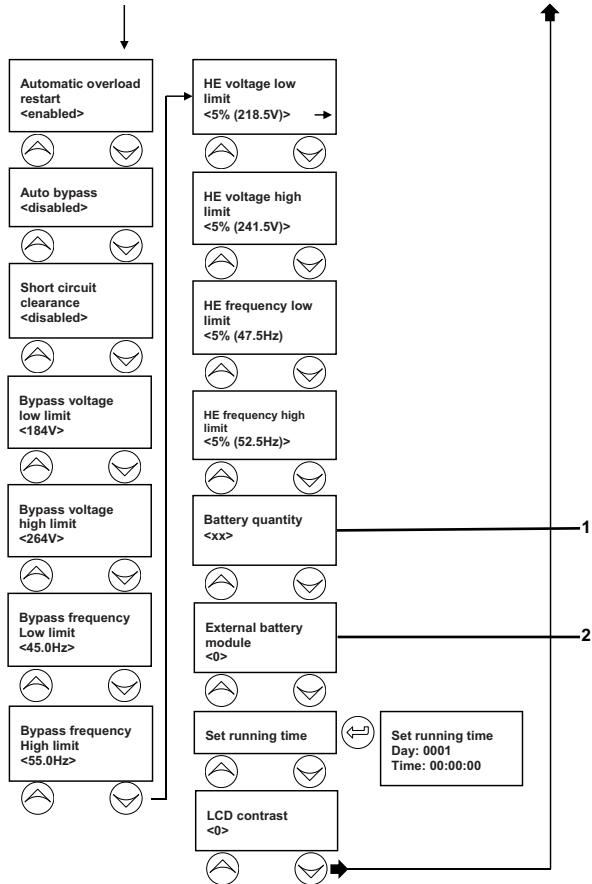 Automatic overload
restart
<enabled>
Auto bypass
<disabled>
Short circuit
clearance
<disabled>
Bypass voltage
low limit
<184V>
Bypass voltage
high limit
<264V>
Bypass frequency
Low limit
<45.0Hz>
Bypass frequency
High limit
<55.0Hz>
HE voltage low
limit
<5% (218.5V)>
HE voltage high
limit
<5% (241.5V)>
HE frequency low
limit
<5% (47.5Hz)
HE frequency high
limit
<5% (52.5Hz)>
Battery quantity
<xx>
1
External battery
module
<0>
2
Set running time
Set running time
Day: 0001
Time: 00:00:00
LCD contrast
<0>